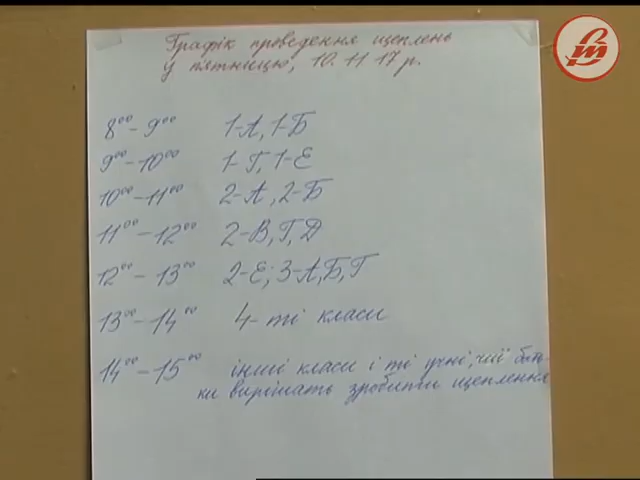 Графік проведення щеплень
у п'ятницю, 10.11 17 р.
8⁰⁰ - 9⁰⁰ 1-А, 1-Б
9⁰⁰ - 10⁰⁰ 1-Г, 1-Е
10⁰⁰ - 11⁰⁰ 2-А, 2-Б
11⁰⁰ - 12⁰⁰ 2-В, Г, Д
12⁰⁰ - 13⁰⁰ 2-Е; 3-А, Б, Г
13⁰⁰ - 14⁰⁰ 4-ті класи
14⁰⁰ - 15⁰⁰ інші класи і ті учні, чиї бать-
ки вирішать зробити щеплення